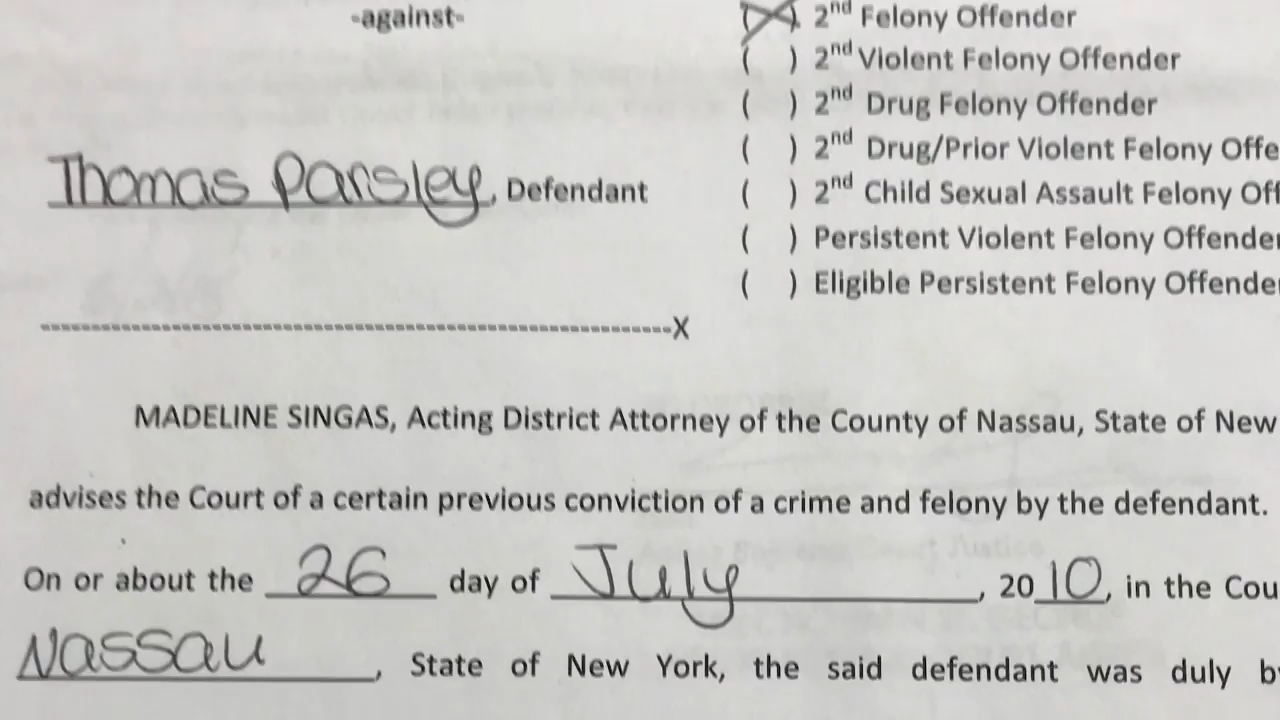 -against-
(X) 2nd Felony Offender
( ) 2nd Violent Felony Offender
( ) 2nd Drug Felony Offender
( ) 2nd Drug/Prior Violent Felony Offe
Thomas Parsley, Defendant
( ) 2nd Child Sexual Assault Felony Off
( ) Persistent Violent Felony Offender
( ) Eligible Persistent Felony Offender
----------------------------------------------------------------X
MADELINE SINGAS, Acting District Attorney of the County of Nassau, State of New
advises the Court of a certain previous conviction of a crime and felony by the defendant.
On or about the 26 day of July, 2010, in the Cou
Nassau, State of New York, the said defendant was duly by